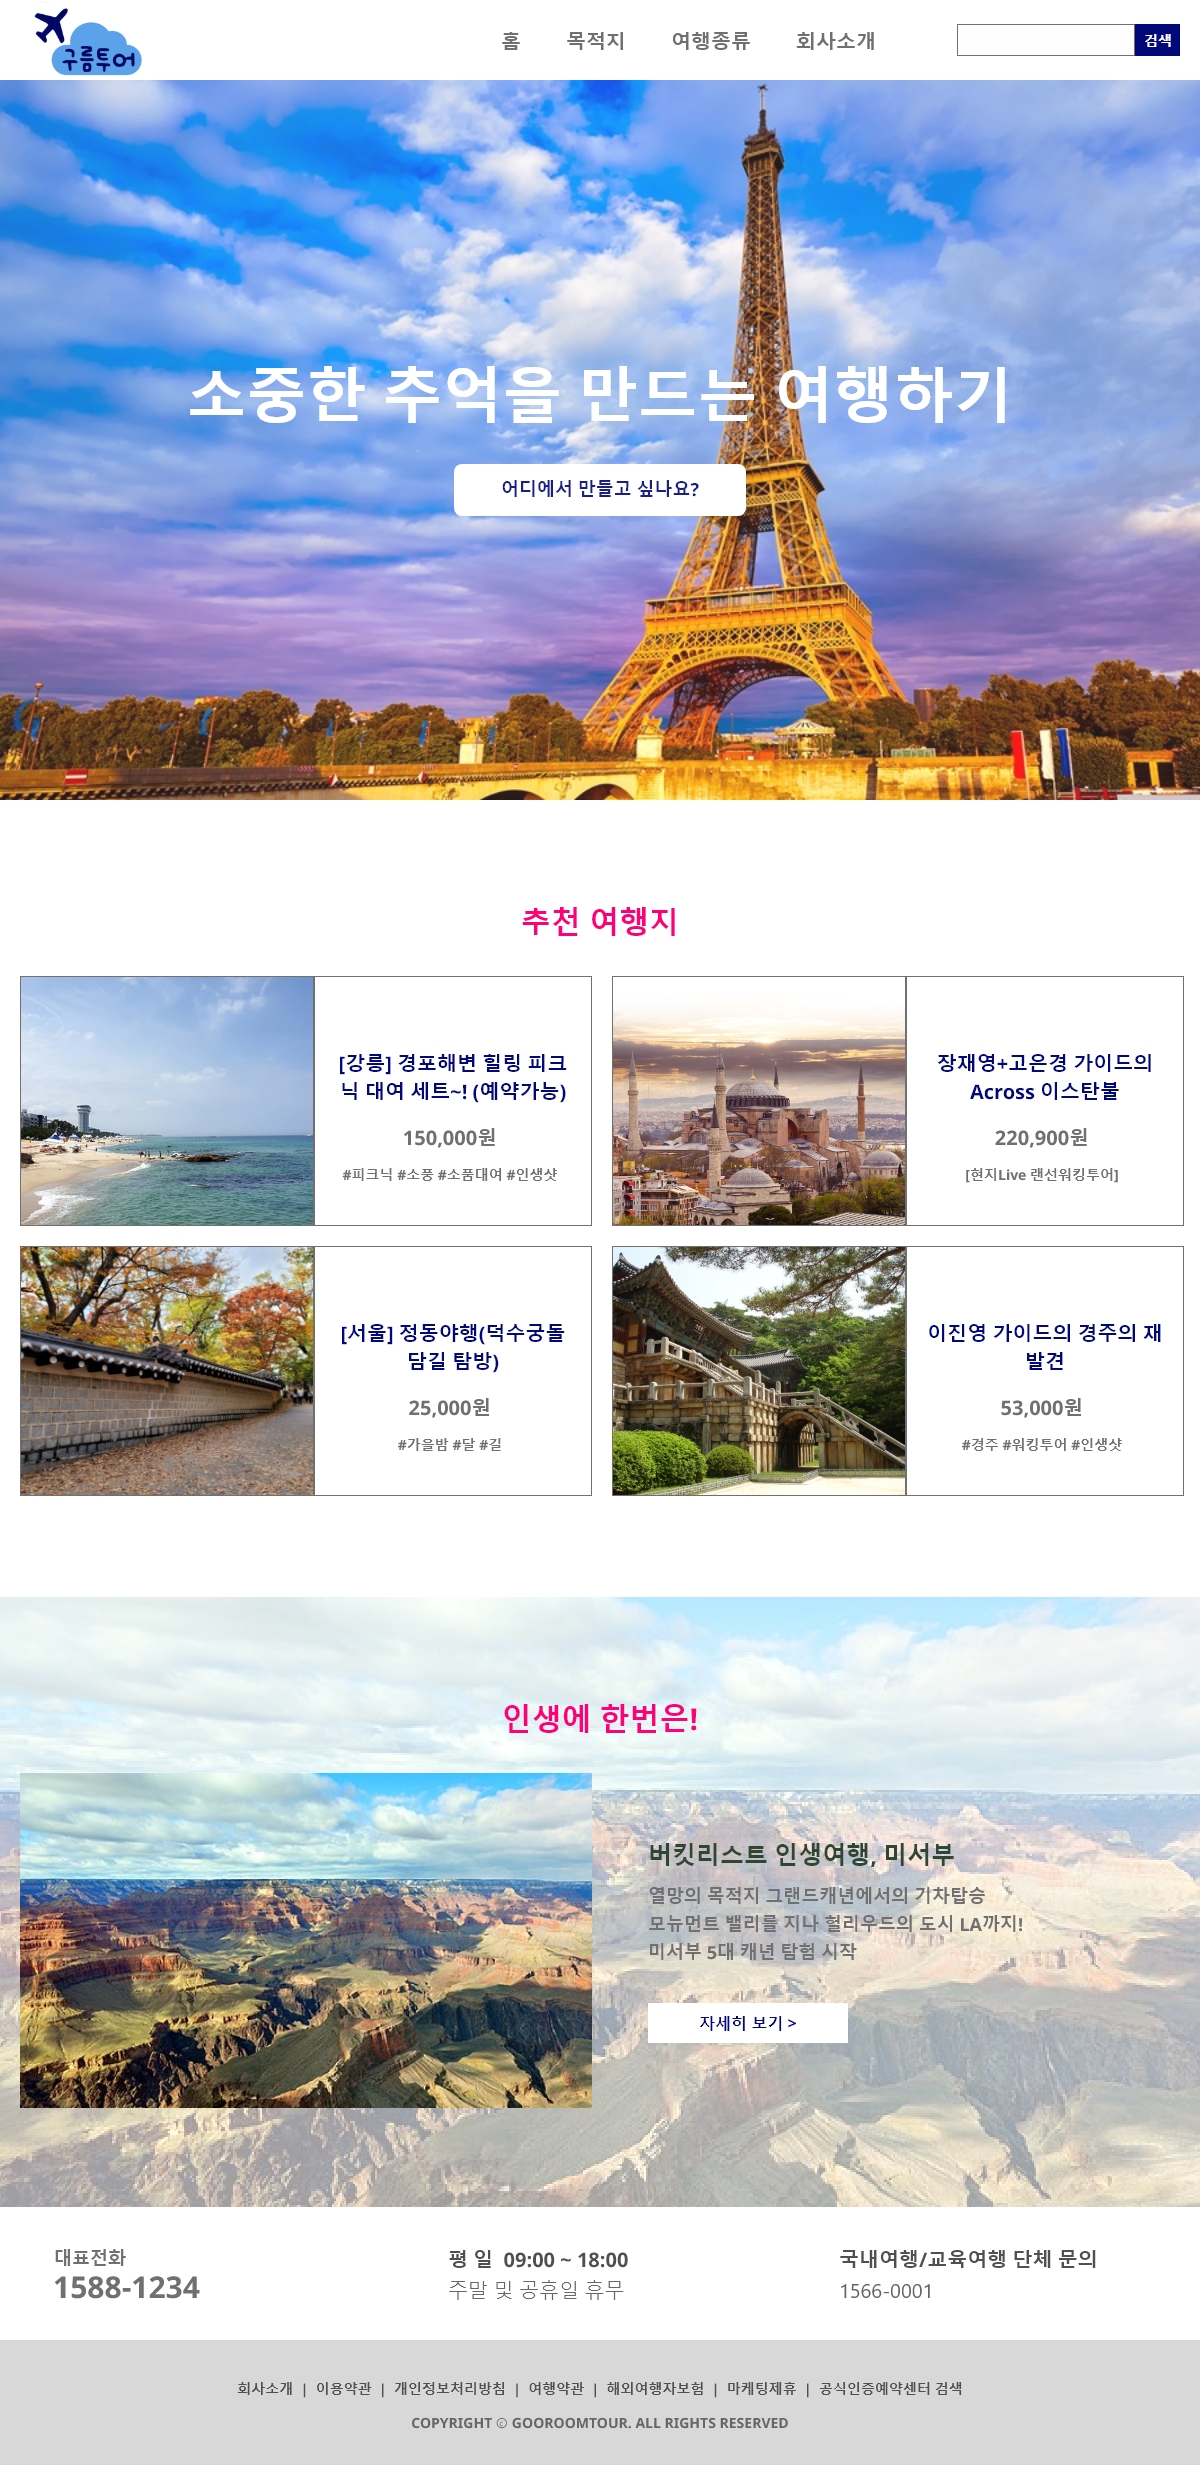 구름투어
홈
목적지
여행종류
회사소개
검색
소중한 추억을 만드는 여행하기
어디에서 만들고 싶나요?
추천 여행지
[강릉] 경포해변 힐링 피크
닉 대여 세트~! (예약가능)
150,000원
#피크닉 #소풍 #소품대여 #인생샷
장재영+고은경 가이드의
Across 이스탄불
220,900원
[현지Live 랜선워킹투어]
[서울] 정동야행(덕수궁돌
담길 탐방)
25,000원
#가을밤 #달 #길
이진영 가이드의 경주의 재
발견
53,000원
#경주 #워킹투어 #인생샷
인생에 한번은!
버킷리스트 인생여행, 미서부
열망의 목적지 그랜드캐년에서의 기차탑승
모뉴먼트 밸리를 지나 헐리우드의 도시 LA까지!
미서부 5대 캐년 탐험 시작
자세히 보기 >
대표전화
1588-1234
평 일 09:00 ~ 18:00
주말 및 공휴일 휴무
국내여행/교육여행 단체 문의
1566-0001
회사소개 | 이용약관 | 개인정보처리방침 | 여행약관 | 해외여행자보험 | 마케팅제휴 | 공식인증예약센터 검색
COPYRIGHT © GOOROOMTOUR. ALL RIGHTS RESERVED